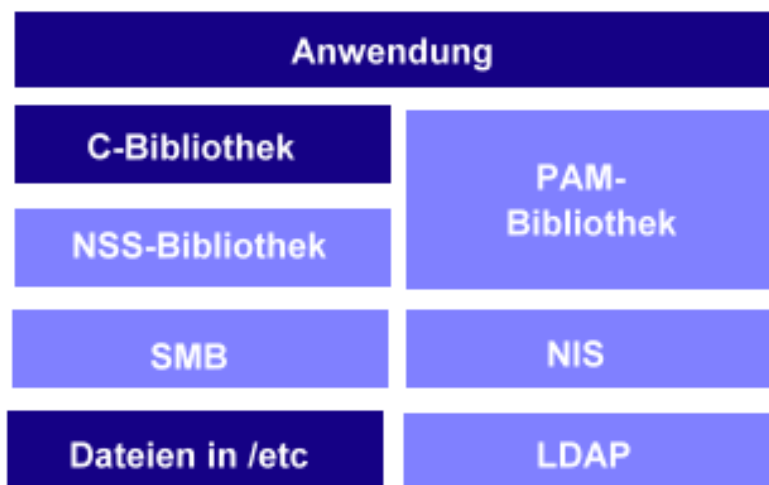 Anwendung
C-Bibliothek
PAM-
Bibliothek
NSS-Bibliothek
SMB
NIS
Dateien in /etc
LDAP